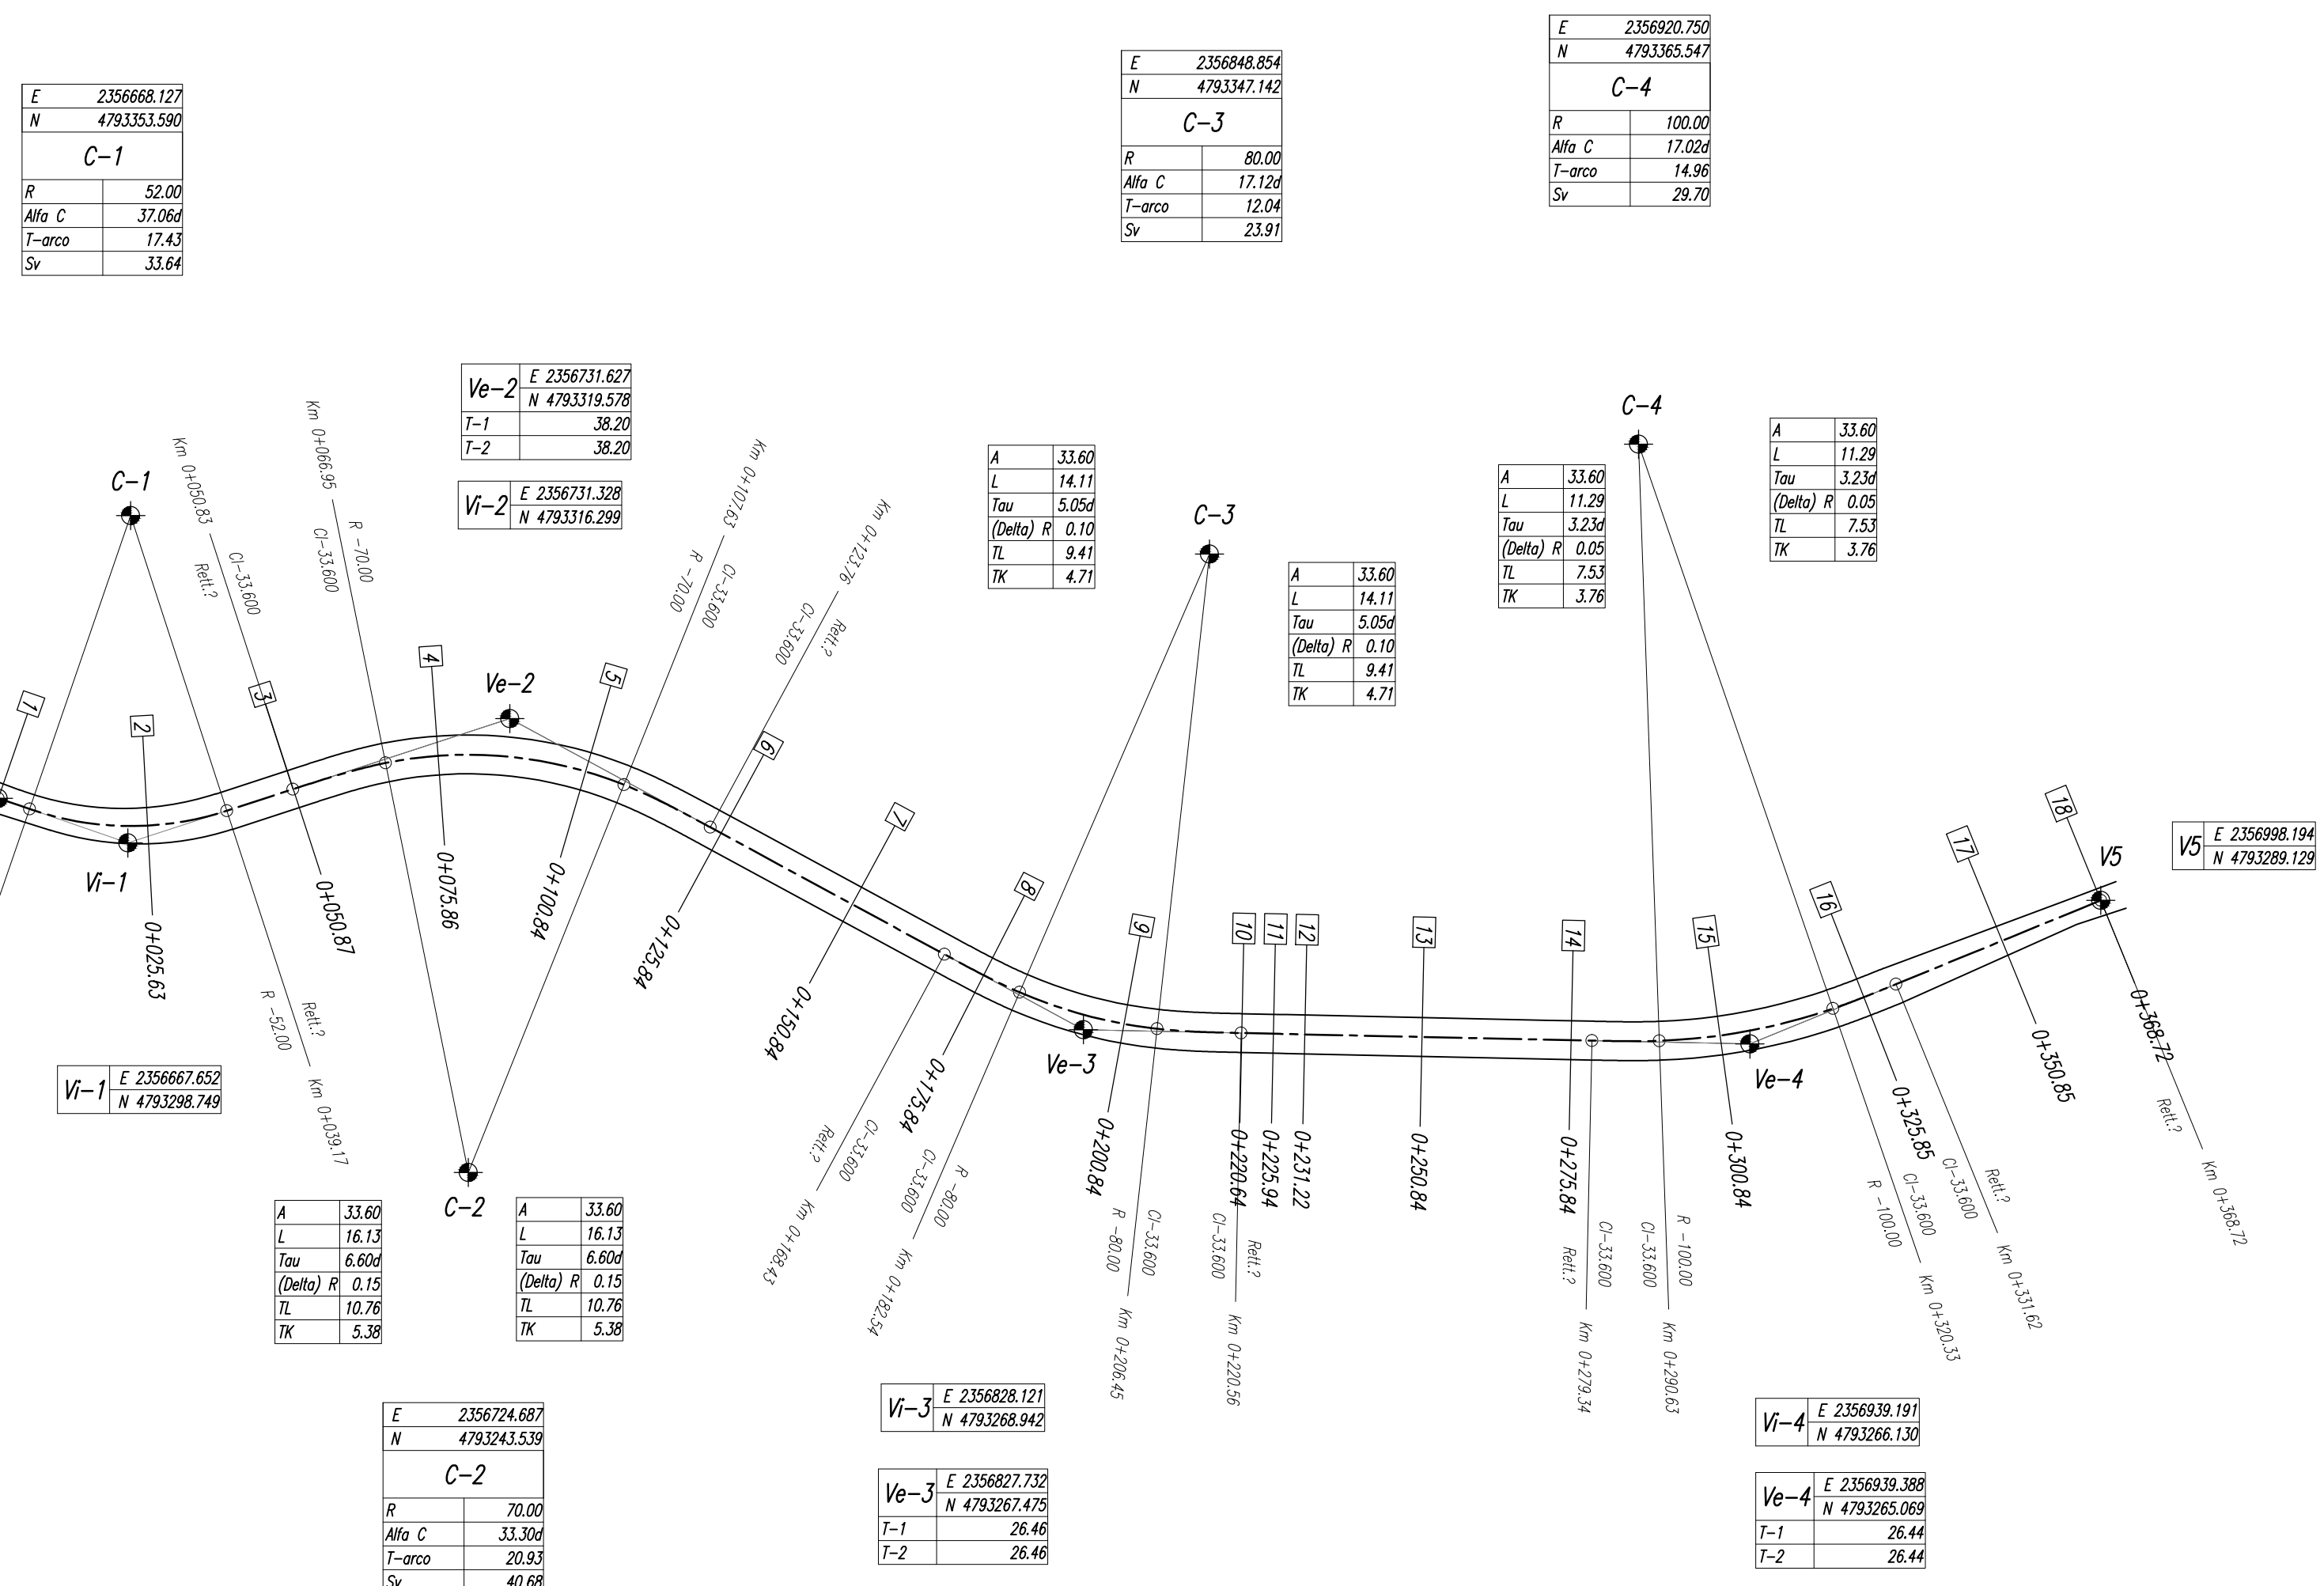 E 2356668.127
N 4793353.590
C-1
R 52.00
Alfa C 37.06d
T-arco 17.43
Sv 33.64
E 2356848.854
N 4793347.142
C-3
R 80.00
Alfa C 17.12d
T-arco 12.04
Sv 23.91
E 2356920.750
N 4793365.547
C-4
R 100.00
Alfa C 17.02d
T-arco 14.96
Sv 29.70
Ve-2
E 2356731.627
N 4793319.578
T-1 38.20
T-2 38.20
Vi-2
E 2356731.328
N 4793316.299
A 33.60
L 14.11
Tau 5.05d
(Delta) R 0.10
TL 9.41
TK 4.71
A 33.60
L 14.11
Tau 5.05d
(Delta) R 0.10
TL 9.41
TK 4.71
A 33.60
L 11.29
Tau 3.23d
(Delta) R 0.05
TL 7.53
TK 3.76
A 33.60
L 11.29
Tau 3.23d
(Delta) R 0.05
TL 7.53
TK 3.76
C-1
Km 0+050.83
Cl-33.600
Rett.?
Km 0+066.95
R -70.00
Cl-33.600
Km 0+107.63
Cl-33.600
R -70.00
Km 0+123.76
Rett.?
Cl-33.600
C-3
C-4
1
2
3
4
5
6
7
8
9
10
11
12
13
14
15
16
17
18
Vi-1
Ve-2
Ve-3
Ve-4
V5
V5
E 2356998.194
N 4793289.129
0+025.63
0+050.87
0+075.86
0+100.84
0+125.84
0+150.84
0+175.84
0+200.84
0+220.64
0+225.94
0+231.22
0+250.84
0+275.84
0+300.84
0+325.85
0+350.85
0+368.72
Rett.?
R -52.00
Km 0+039.17
Cl-33.600
Rett.?
Km 0+168.43
R -80.00
Cl-33.600
Km 0+182.54
Cl-33.600
R -80.00
Km 0+206.45
Rett.?
Cl-33.600
Km 0+220.56
Cl-33.600
Rett.?
Km 0+279.34
R -100.00
Cl-33.600
Km 0+290.63
Cl-33.600
R -100.00
Km 0+320.33
Rett.?
Cl-33.600
Km 0+331.62
Rett.?
Km 0+368.72
Vi-1
E 2356667.652
N 4793298.749
C-2
A 33.60
L 16.13
Tau 6.60d
(Delta) R 0.15
TL 10.76
TK 5.38
A 33.60
L 16.13
Tau 6.60d
(Delta) R 0.15
TL 10.76
TK 5.38
E 2356724.687
N 4793243.539
C-2
R 70.00
Alfa C 33.30d
T-arco 20.93
Sv 40.68
Vi-3
E 2356828.121
N 4793268.942
Ve-3
E 2356827.732
N 4793267.475
T-1 26.46
T-2 26.46
Vi-4
E 2356939.191
N 4793266.130
Ve-4
E 2356939.388
N 4793265.069
T-1 26.44
T-2 26.44